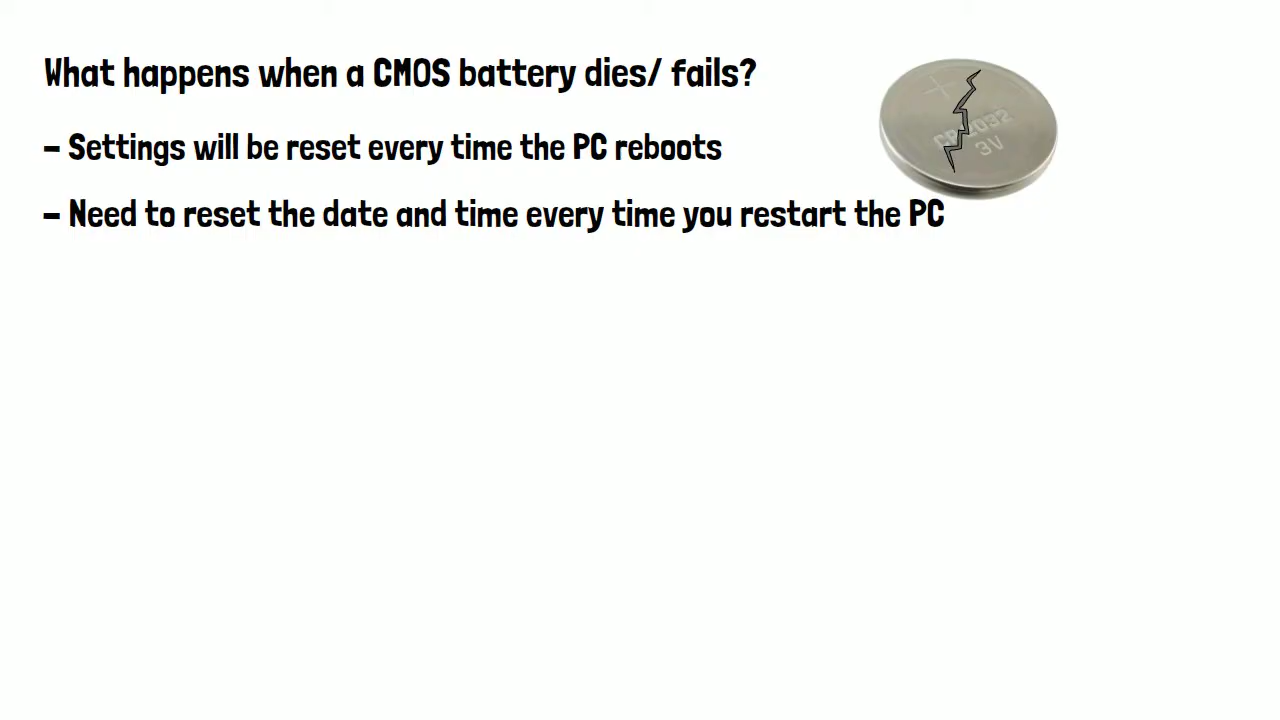 What happens when a CMOS battery dies/ fails?
- Settings will be reset every time the PC reboots
- Need to reset the date and time every time you restart the PC
+
3V